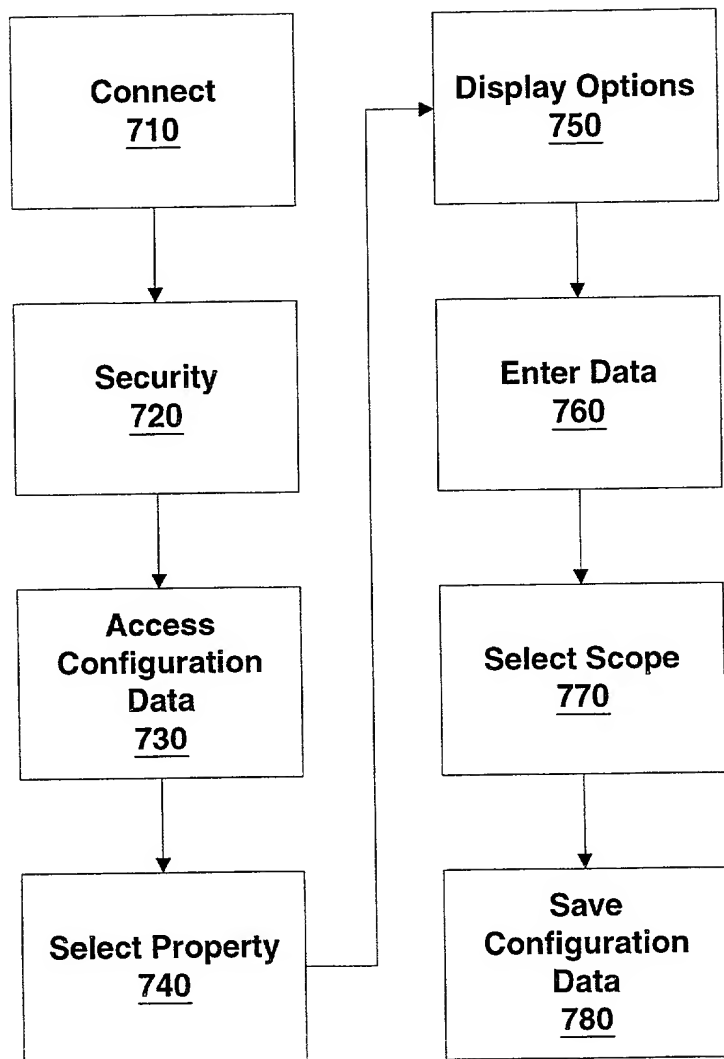 Connect
710
Security
720
Access
Configuration
Data
730
Select Property
740
Display Options
750
Enter Data
760
Select Scope
770
Save
Configuration
Data
780